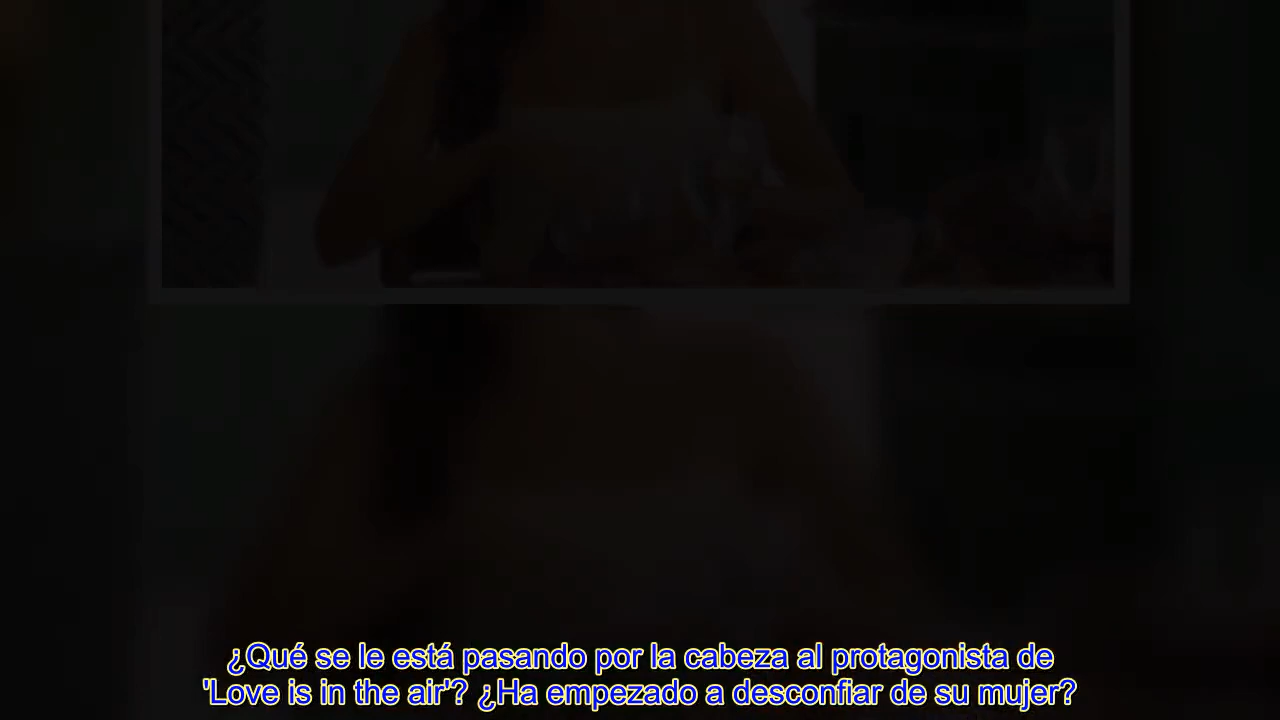 ¿Qué se le está pasando por la cabeza al protagonista de
'Love is in the air'? ¿Ha empezado a desconfiar de su mujer?